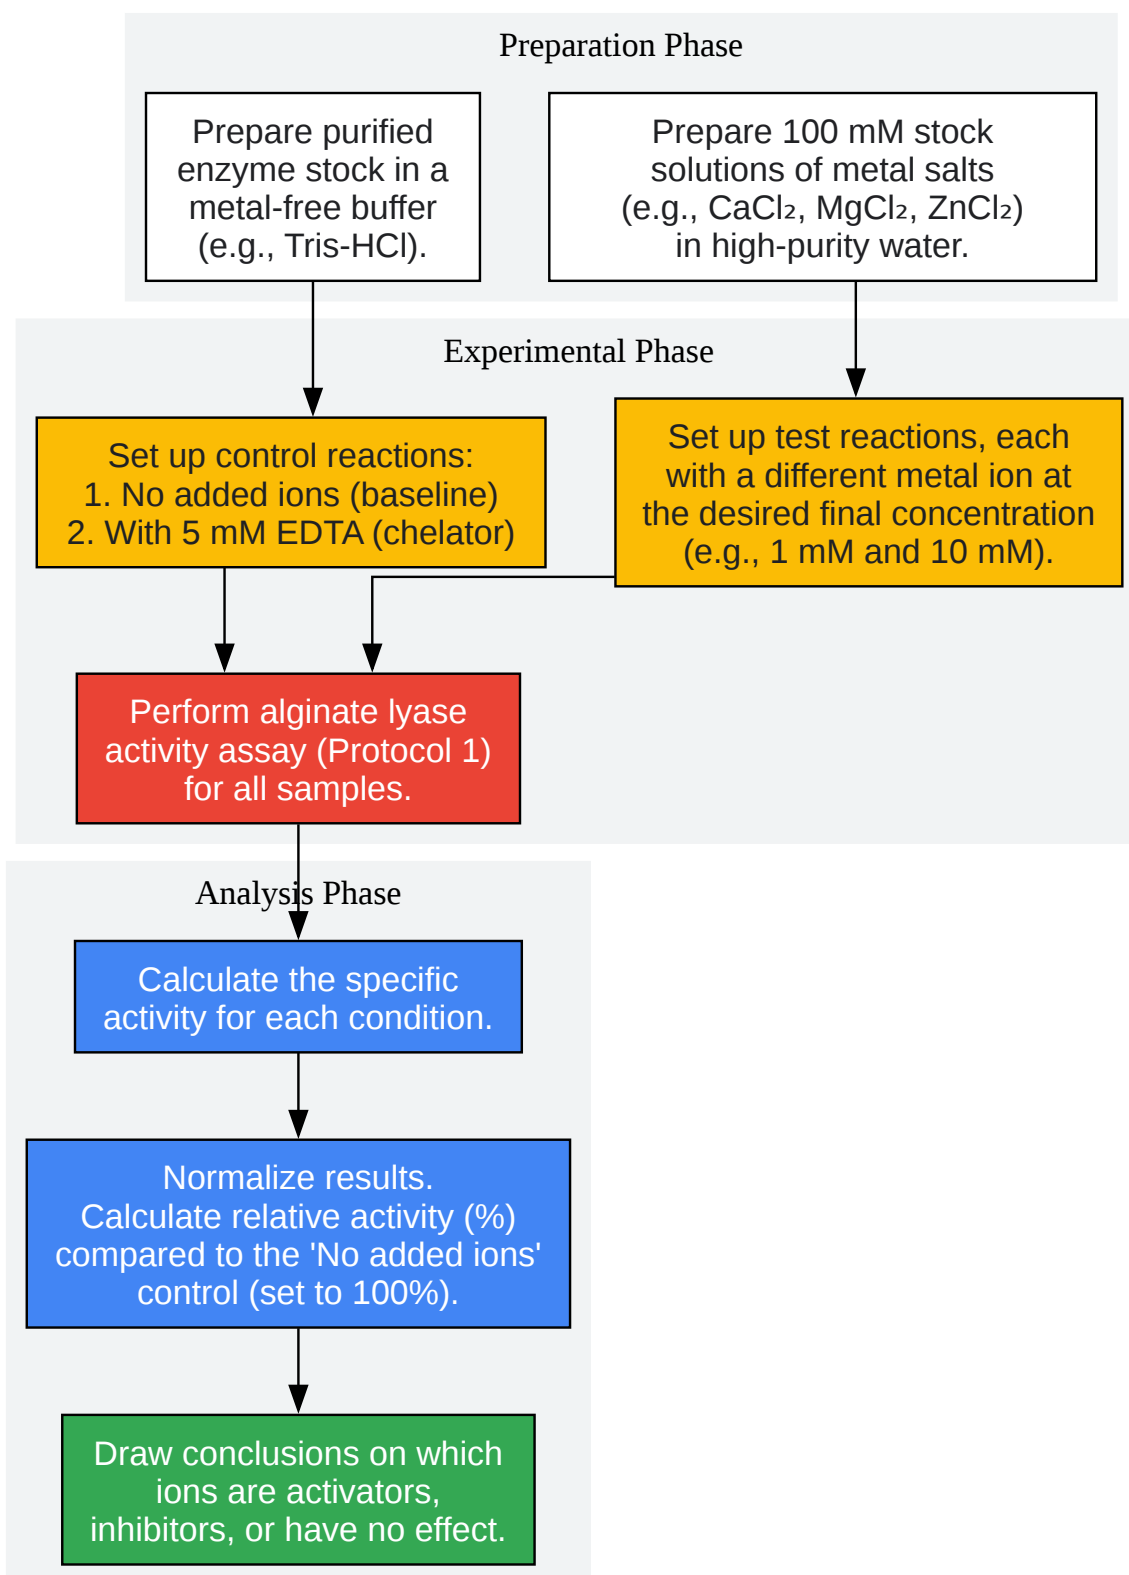 Preparation Phase
Prepare purified
enzyme stock in a
metal-free buffer
(e.g., Tris-HCl).
Prepare 100 mM stock
solutions of metal salts
(e.g., CaCl₂, MgCl₂, ZnCl₂)
in high-purity water.
Experimental Phase
Set up control reactions:
1. No added ions (baseline)
2. With 5 mM EDTA (chelator)
Set up test reactions, each
with a different metal ion at
the desired final concentration
(e.g., 1 mM and 10 mM).
Perform alginate lyase
activity assay (Protocol 1)
for all samples.
Analysis Phase
Calculate the specific
activity for each condition.
Normalize results.
Calculate relative activity (%)
compared to the 'No added ions'
control (set to 100%).
Draw conclusions on which
ions are activators,
inhibitors, or have no effect.